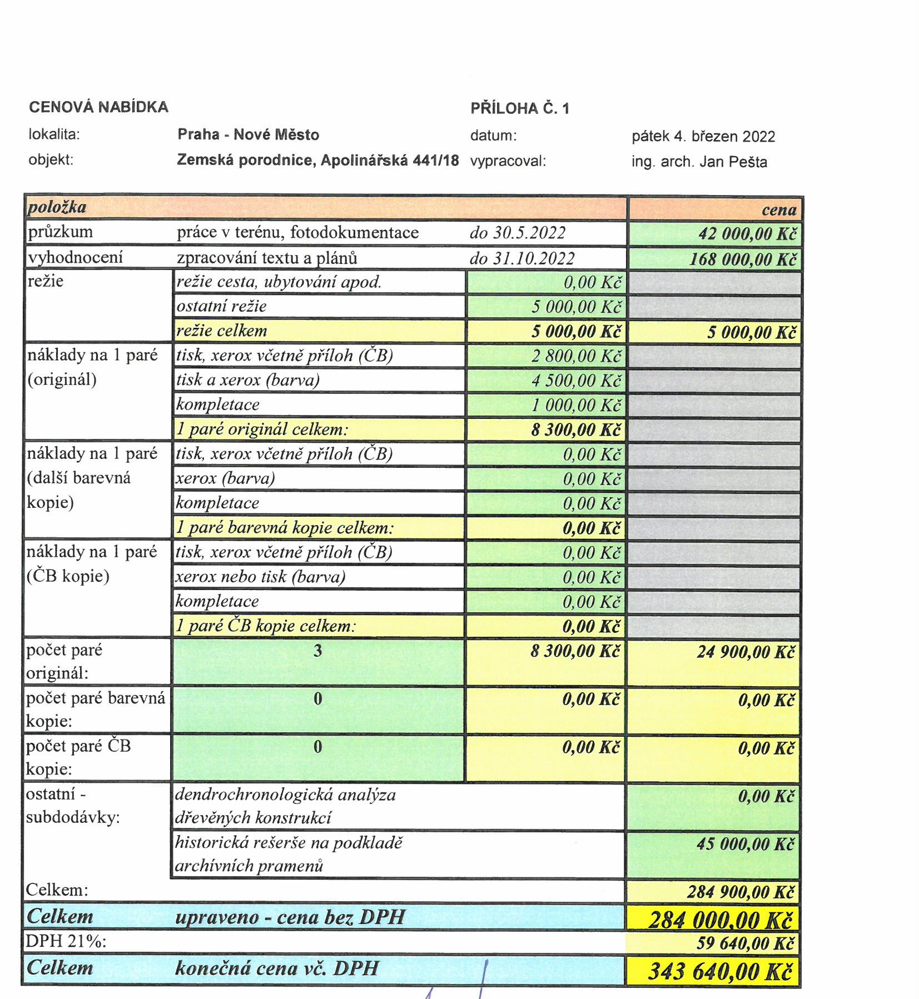 CENOVÁ NABÍDKA PŘÍLOHA Č. 1
lokalita: Praha - Nové Město datum: pátek 4. březen 2022
objekt: Zemská porodnice, Apolinářská 441/18 vypracoval: ing. arch. Jan Pešta
položka cena
průzkum práce v terénu, fotodokumentace do 30.5.2022 42 000,00 Kč
vyhodnocení zpracování textu a plánů do 31.10.2022 168 000,00 Kč
režie režie cesta, ubytování apod. 0,00 Kč
ostatní režie 5 000,00 Kč
režie celkem 5 000,00 Kč 5 000,00 Kč
náklady na 1 paré tisk, xerox včetně příloh (ČB) 2 800,00 Kč
(originál) tisk a xerox (barva) 4 500,00 Kč
kompletace 1 000,00 Kč
1 paré originál celkem: 8 300,00 Kč
náklady na 1 paré tisk, xerox včetně příloh (ČB) 0,00 Kč
(další barevná xerox (barva) 0,00 Kč
kopie) kompletace 0,00 Kč
1 paré barevná kopie celkem: 0,00 Kč
náklady na 1 paré tisk, xerox včetně příloh (ČB) 0,00 Kč
(ČB kopie) xerox nebo tisk (barva) 0,00 Kč
kompletace 0,00 Kč
1 paré ČB kopie celkem: 0,00 Kč
počet paré 3 8 300,00 Kč 24 900,00 Kč
originál:
počet paré barevná 0 0,00 Kč 0,00 Kč
kopie:
počet paré ČB 0 0,00 Kč 0,00 Kč
kopie:
ostatní - dendrochronologická analýza 0,00 Kč
subdodávky: dřevěných konstrukcí
historická rešerše na podkladě 45 000,00 Kč
archívních pramenů
Celkem: 284 900,00 Kč
Celkem upraveno - cena bez DPH 284 000,00 Kč
DPH 21%: 59 640,00 Kč
Celkem konečná cena vč. DPH 343 640,00 Kč